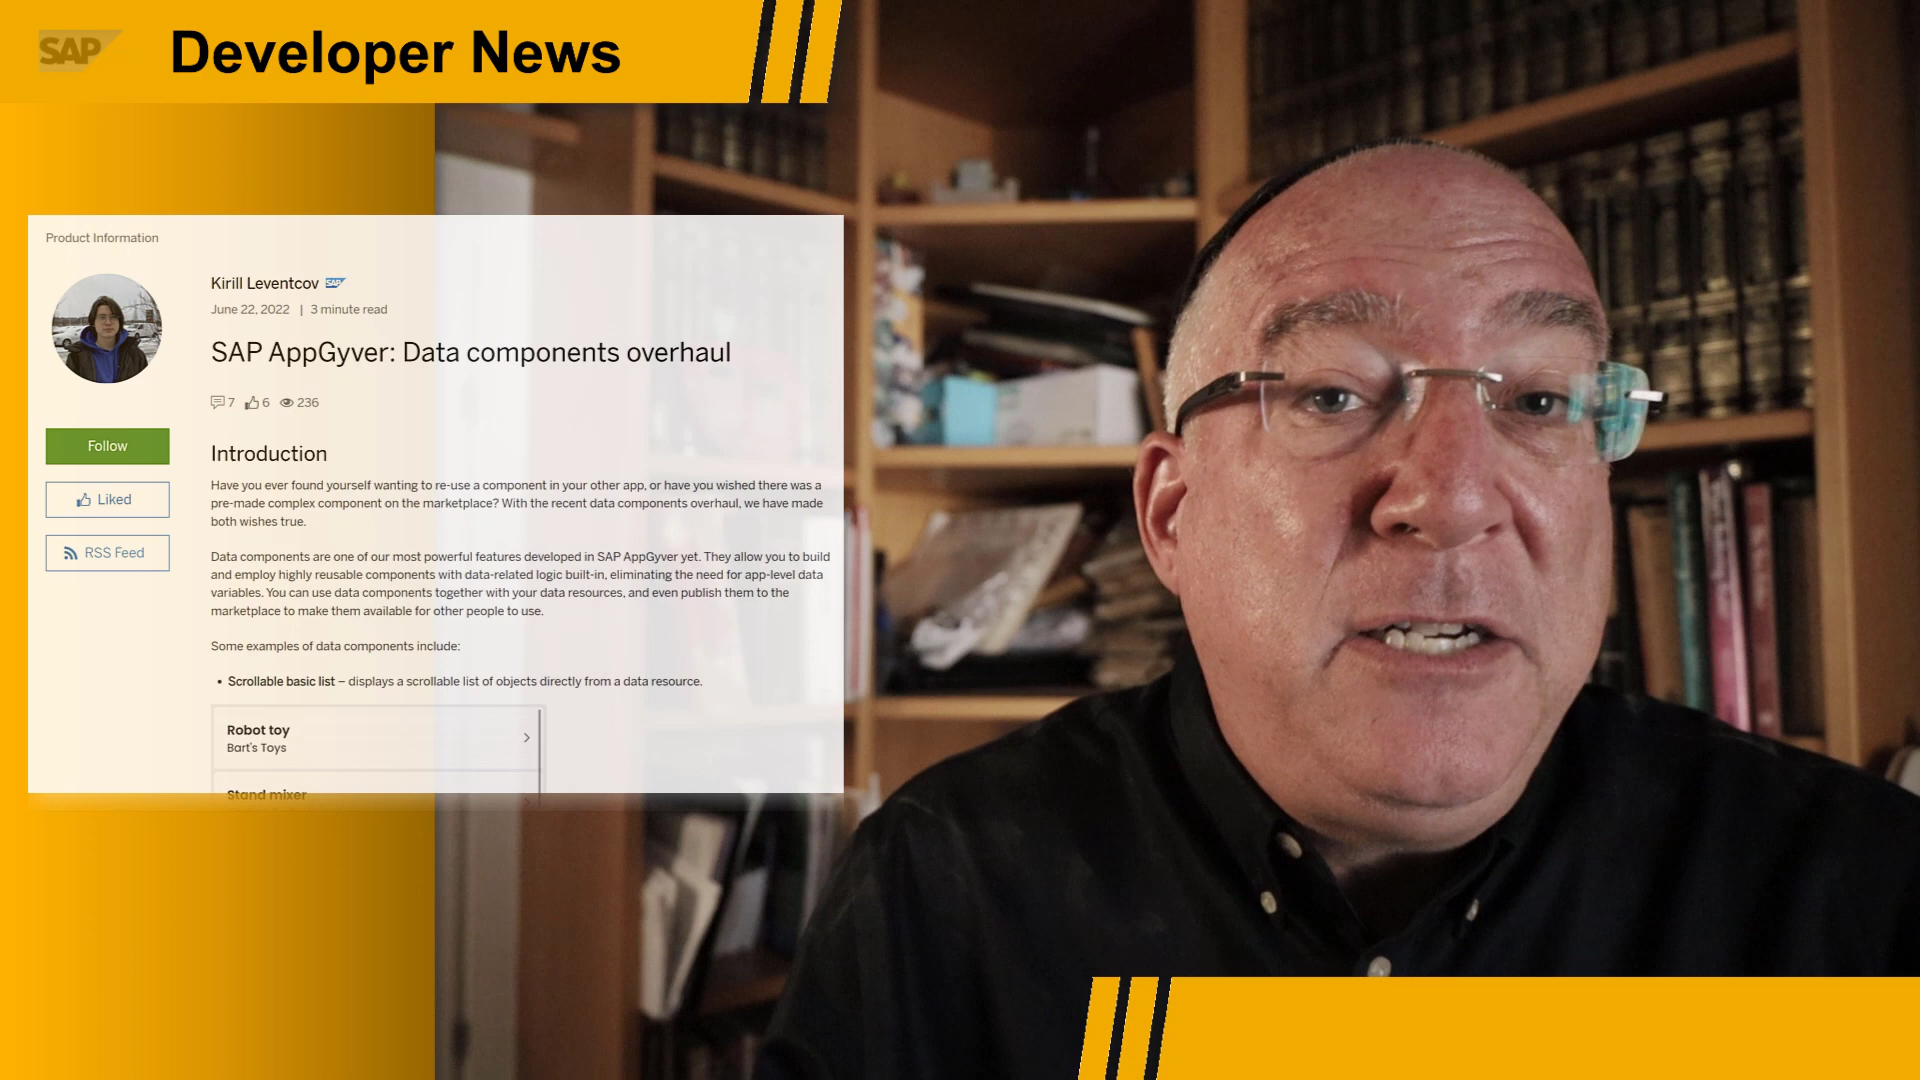 SAP Developer News
Product Information
Kirill Leventcov SAP
June 22, 2022 | 3 minute read
SAP AppGyver: Data components overhaul
7 6 236
Follow
Liked
RSS Feed
Introduction
Have you ever found yourself wanting to re-use a component in your other app, or have you wished there was a
pre-made complex component on the marketplace? With the recent data components overhaul, we have made
both wishes true.
Data components are one of our most powerful features developed in SAP AppGyver yet. They allow you to build
and employ highly reusable components with data-related logic built-in, eliminating the need for app-level data
variables. You can use data components together with your data resources, and even publish them to the
marketplace to make them available for other people to use.
Some examples of data components include:
• Scrollable basic list – displays a scrollable list of objects directly from a data resource.
Robot toy
Bart's Toys
Stand mixer